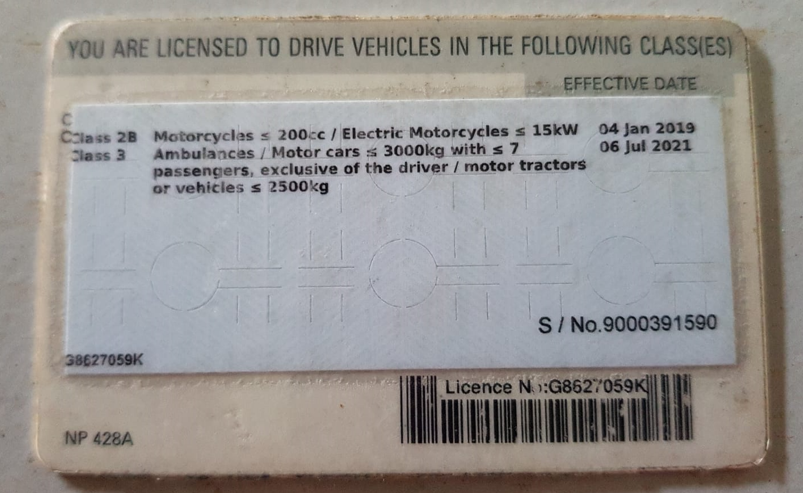 YOU ARE LICENSED TO DRIVE VEHICLES IN THE FOLLOWING CLASS(ES)
EFFECTIVE DATE
Class 2B Motorcycles ≤ 200cc / Electric Motorcycles ≤ 15kW 04 Jan 2019
Class 3 Ambulances / Motor cars ≤ 3000kg with ≤ 7 06 Jul 2021
passengers, exclusive of the driver / motor tractors
or vehicles ≤ 2500kg
S / No.9000391590
G8627059K
Licence No:G8627059K
NP 428A